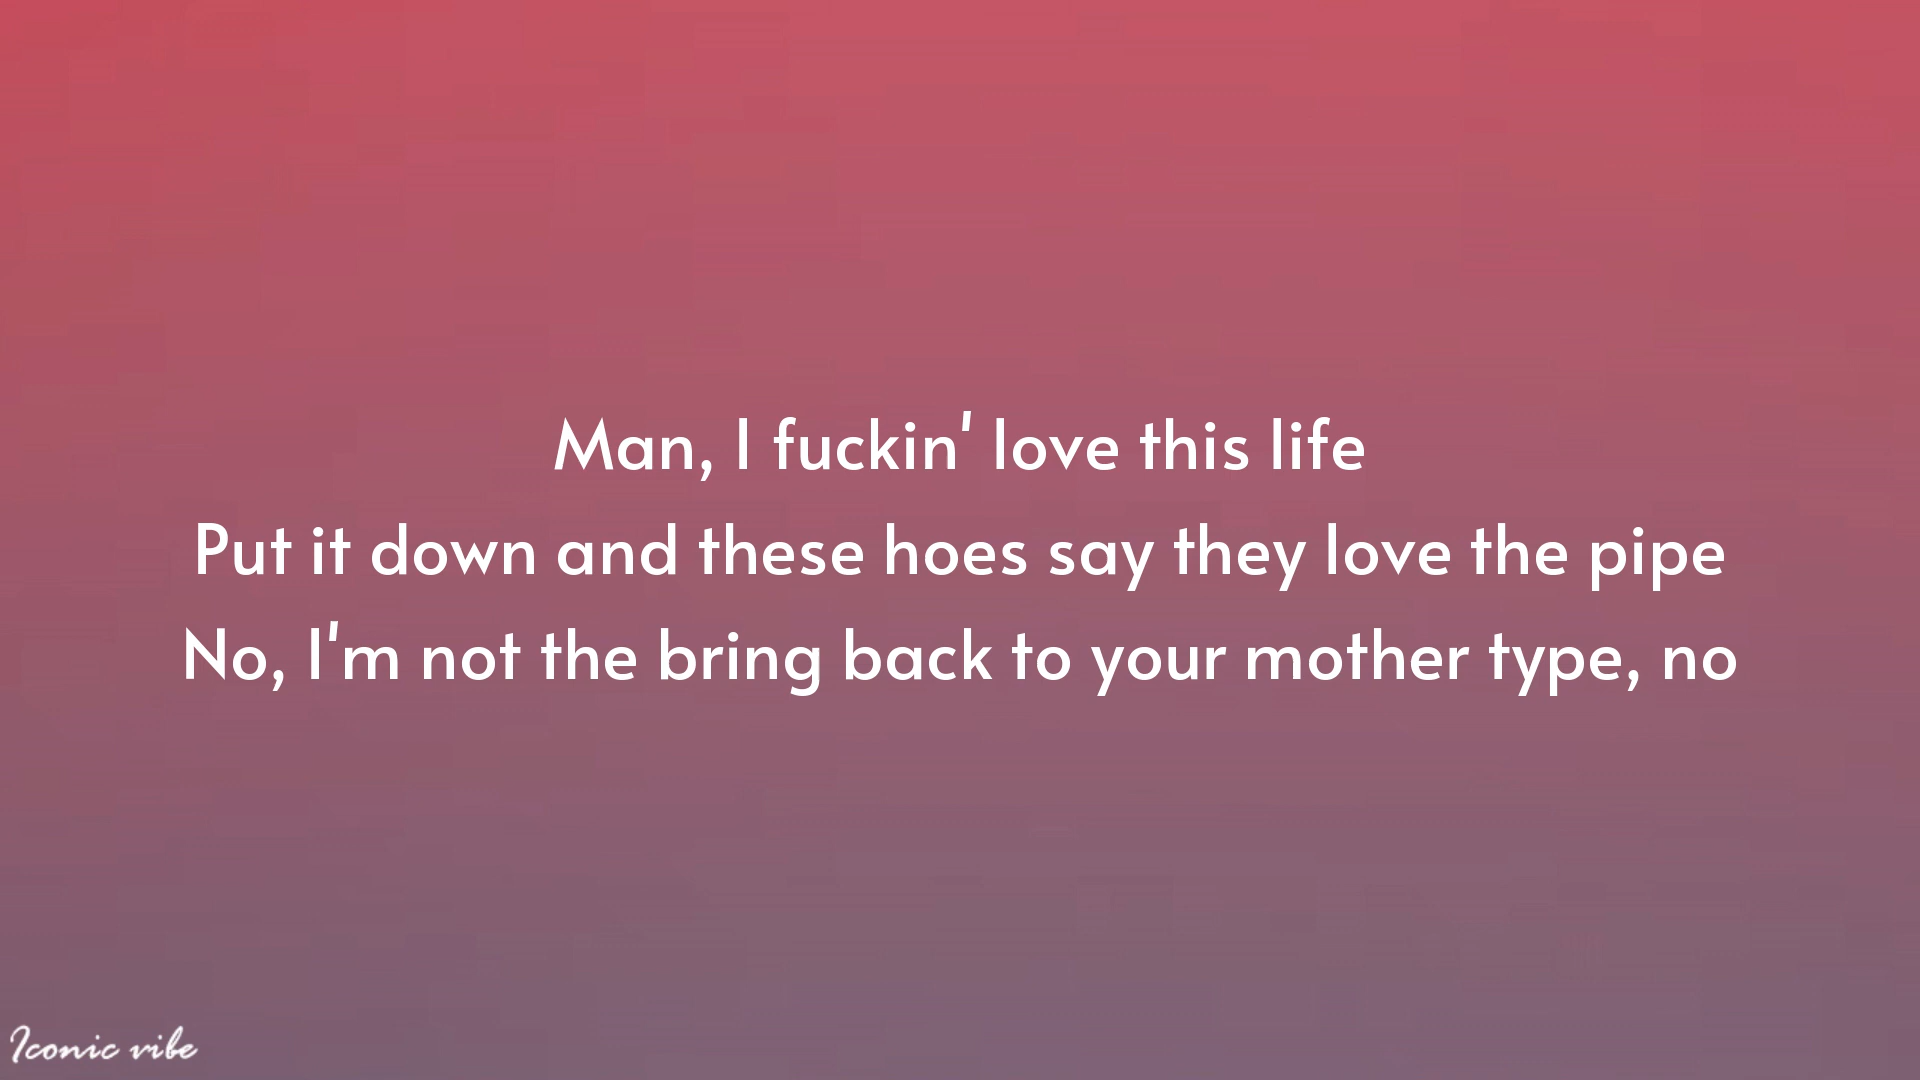 Man, I fuckin' love this life
Put it down and these hoes say they love the pipe
No, I'm not the bring back to your mother type, no
Iconic vibe